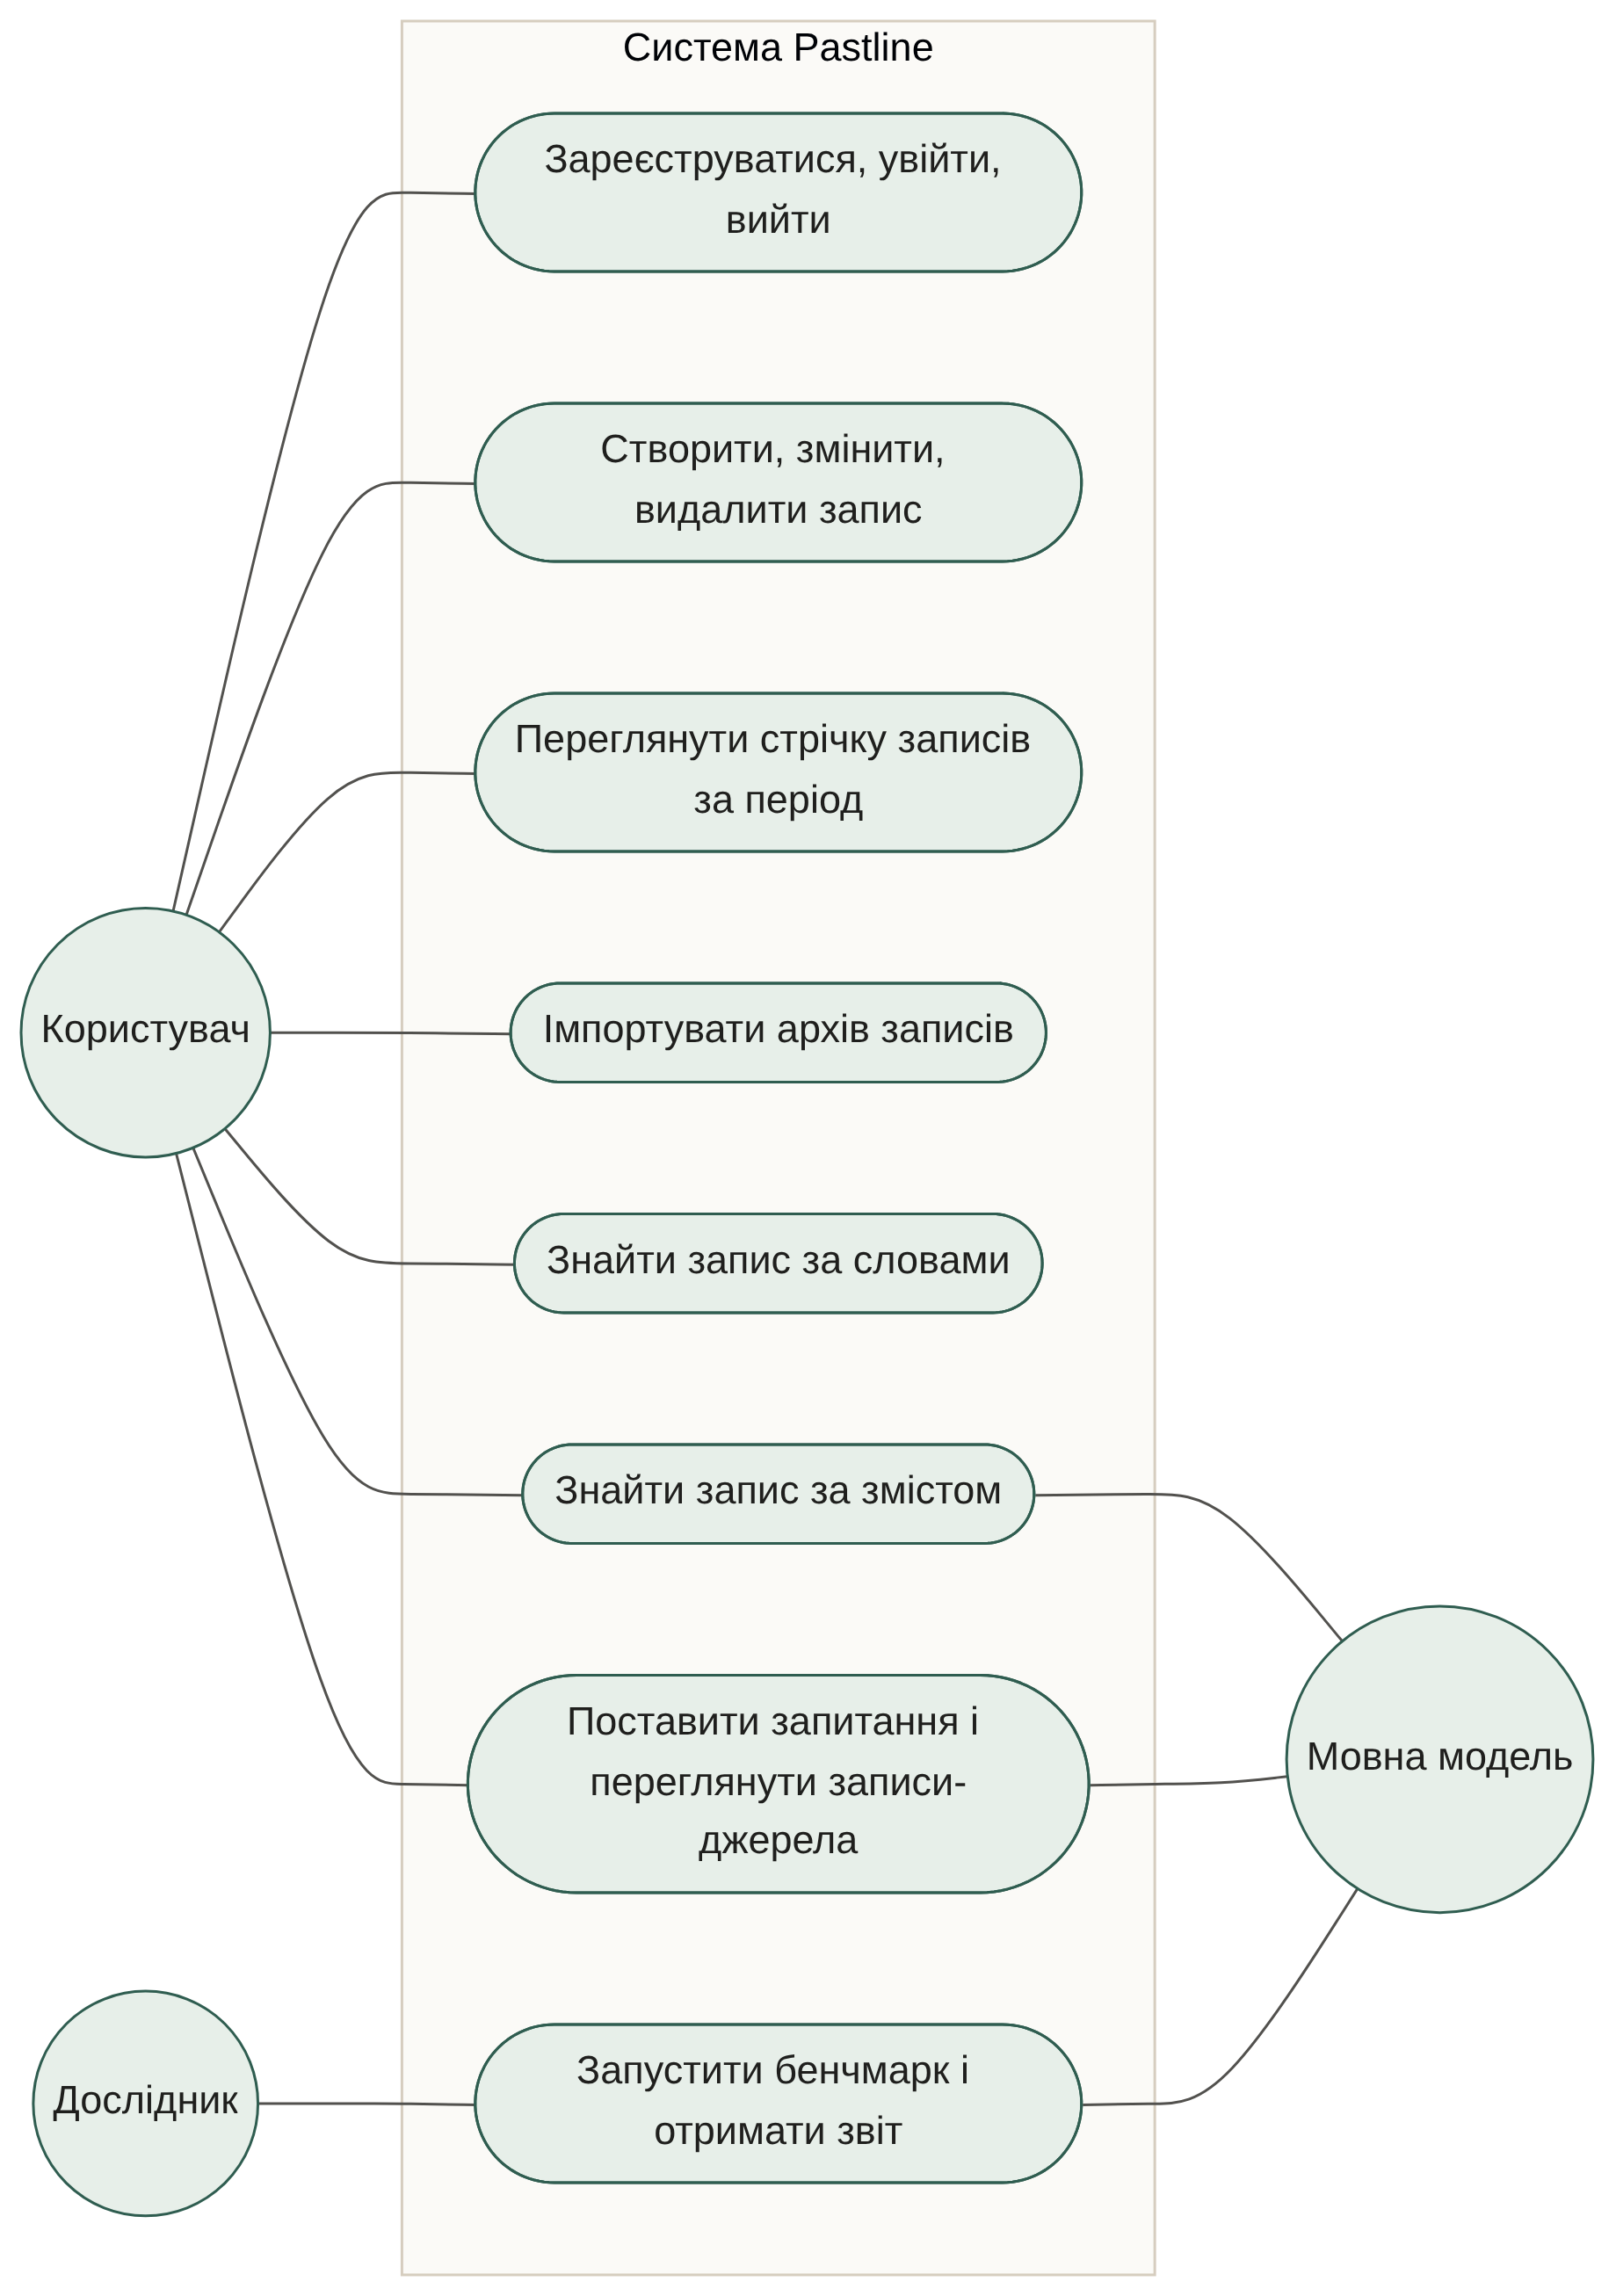 Система Pastline
Зареєструватися, увійти,
вийти
Створити, змінити,
видалити запис
Переглянути стрічку записів
за період
Користувач
Імпортувати архів записів
Знайти запис за словами
Знайти запис за змістом
Поставити запитання і
переглянути записи-
джерела
Мовна модель
Дослідник
Запустити бенчмарк і
отримати звіт